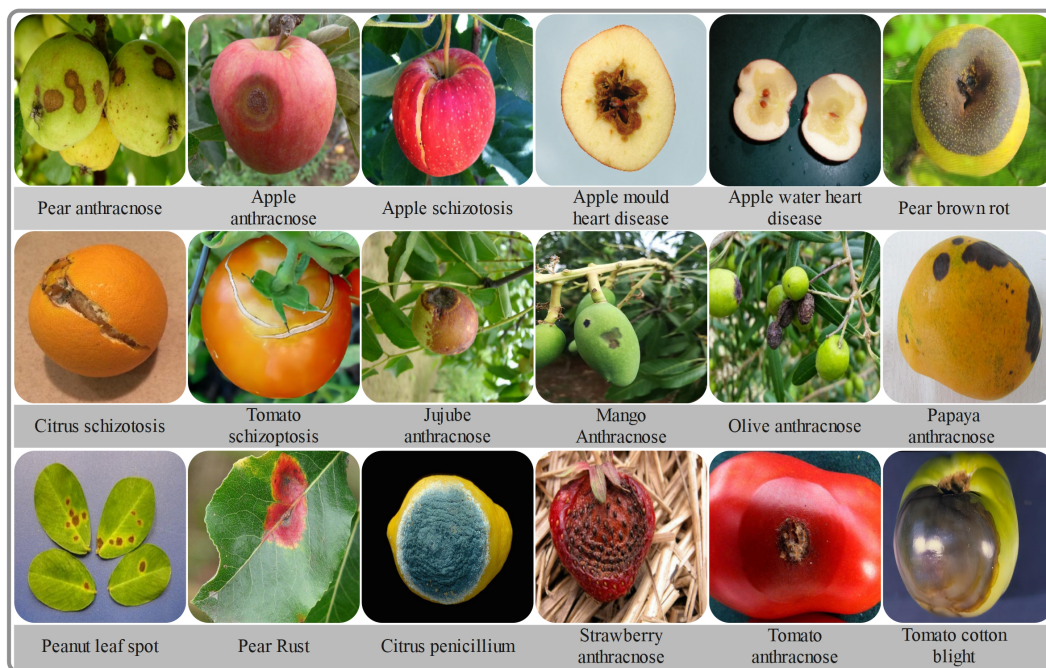 Pear anthracnose
Apple
anthracnose
Apple schizotosis
Apple mould
heart disease
Apple water heart
disease
Pear brown rot
Citrus schizotosis
Tomato
schizoptosis
Jujube
anthracnose
Mango
Anthracnose
Olive anthracnose
Papaya
anthracnose
Peanut leaf spot
Pear Rust
Citrus penicillium
Strawberry
anthracnose
Tomato
anthracnose
Tomato cotton
blight